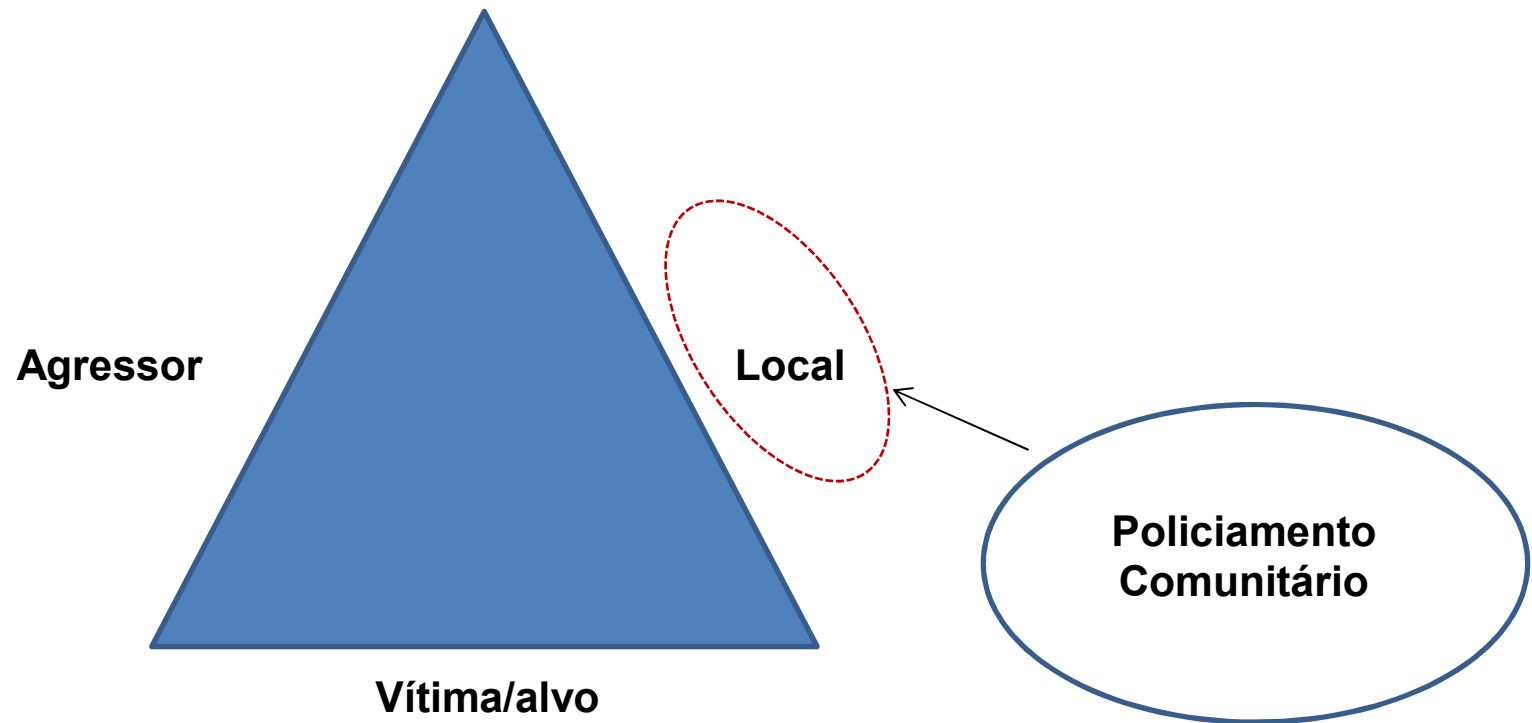 Agressor
Local
Policiamento
Comunitário
Vítima/alvo